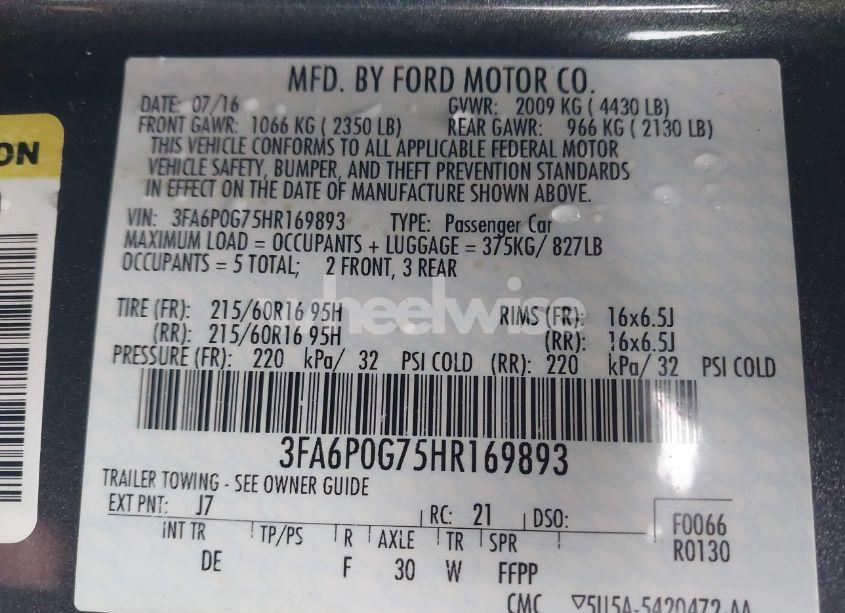 MFD. BY FORD MOTOR CO.
DATE: 07/16 GVWR: 2009 KG ( 4430 LB)
FRONT GAWR: 1066 KG ( 2350 LB) REAR GAWR: 966 KG ( 2130 LB)
THIS VEHICLE CONFORMS TO ALL APPLICABLE FEDERAL MOTOR
VEHICLE SAFETY, BUMPER, AND THEFT PREVENTION STANDARDS
IN EFFECT ON THE DATE OF MANUFACTURE SHOWN ABOVE.
ON
VIN: 3FA6P0G75HR169893 TYPE: Passenger Car
MAXIMUM LOAD = OCCUPANTS + LUGGAGE = 375KG/ 827LB
OCCUPANTS = 5 TOTAL; 2 FRONT, 3 REAR
wheelwise
TIRE (FR): 215/60R16 95H RIMS (FR): 16x6.5J
(RR): 215/60R16 95H (RR): 16x6.5J
PRESSURE (FR): 220 kPa/ 32 PSI COLD (RR): 220 kPa/ 32 PSI COLD
3FA6P0G75HR169893
TRAILER TOWING - SEE OWNER GUIDE
EXT PNT: J7 RC: 21 DSO: F0066
INT TR TP/PS R AXLE TR SPR R0130
DE F 30 W FFPP
CMC 5U5A-5420472-AA